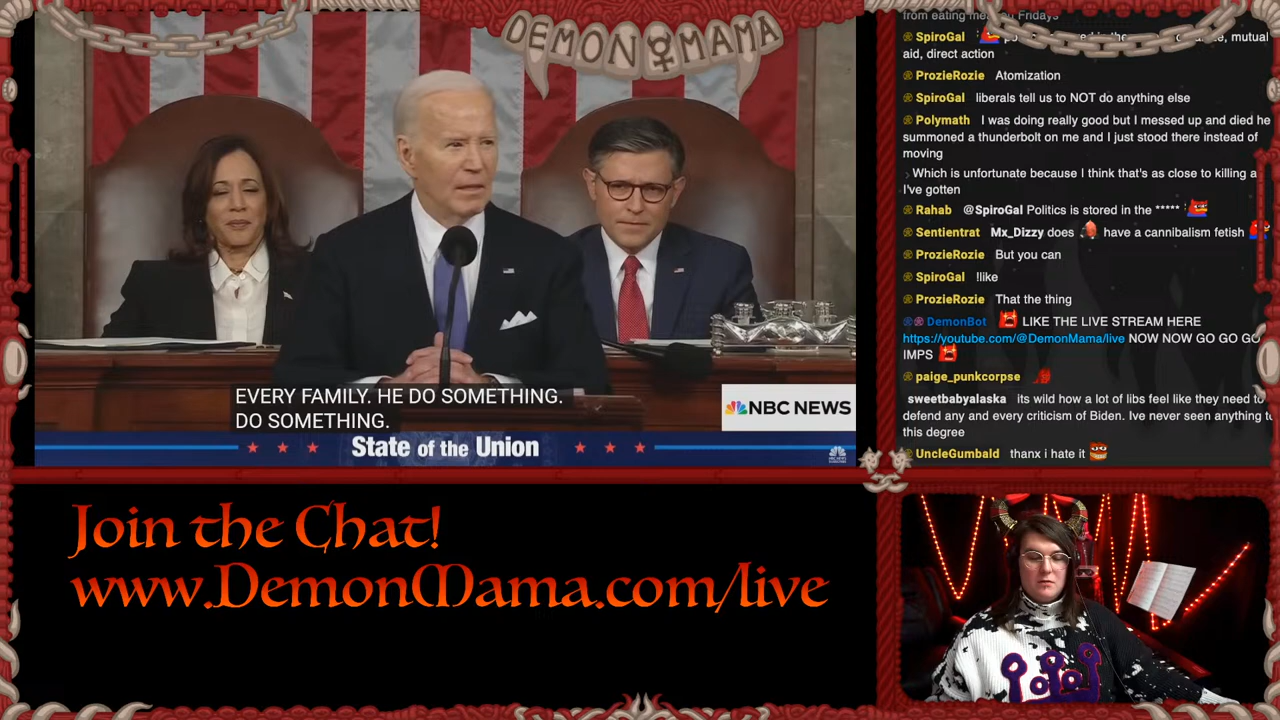 DEMON MAMA
EVERY FAMILY. HE DO SOMETHING.
DO SOMETHING.
NBC NEWS
State of the Union
Join the Chat!
www.DemonMama.com/live
from eating Fridays
SpiroGal mutual
aid, direct action
ProzieRozie Atomization
SpiroGal liberals tell us to NOT do anything else
Polymath I was doing really good but I messed up and died he
summoned a thunderbolt on me and I just stood there instead of
moving
Which is unfortunate because I think that's as close to killing a
I've gotten
Rahab @SpiroGal Politics is stored in the *****
Sentientrat Mx_Dizzy does have a cannibalism fetish
ProzieRozie But you can
SpiroGal !like
ProzieRozie That the thing
DemonBot LIKE THE LIVE STREAM HERE
https://youtube.com/@DemonMama/live NOW NOW GO GO GO
IMPS
paige_punkcorpse
sweetbabyalaska its wild how a lot of libs feel like they need to
defend any and every criticism of Biden. Ive never seen anything to
this degree
UncleGumbald thanx i hate it